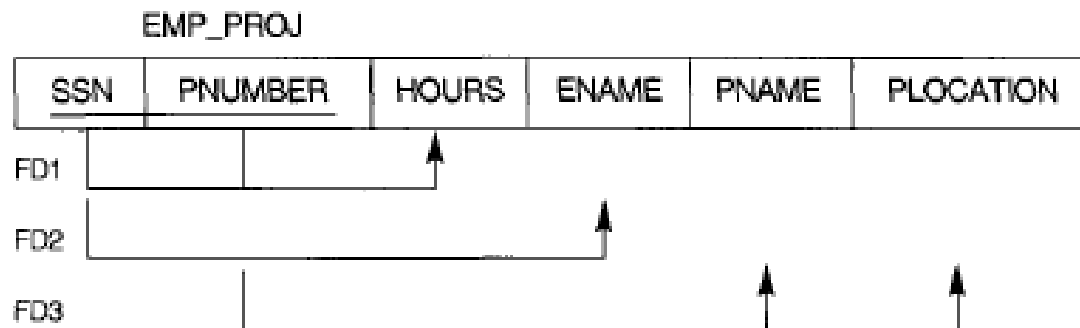 EMP_PROJ
SSN PNUMBER HOURS ENAME PNAME PLOCATION
FD1
FD2
FD3